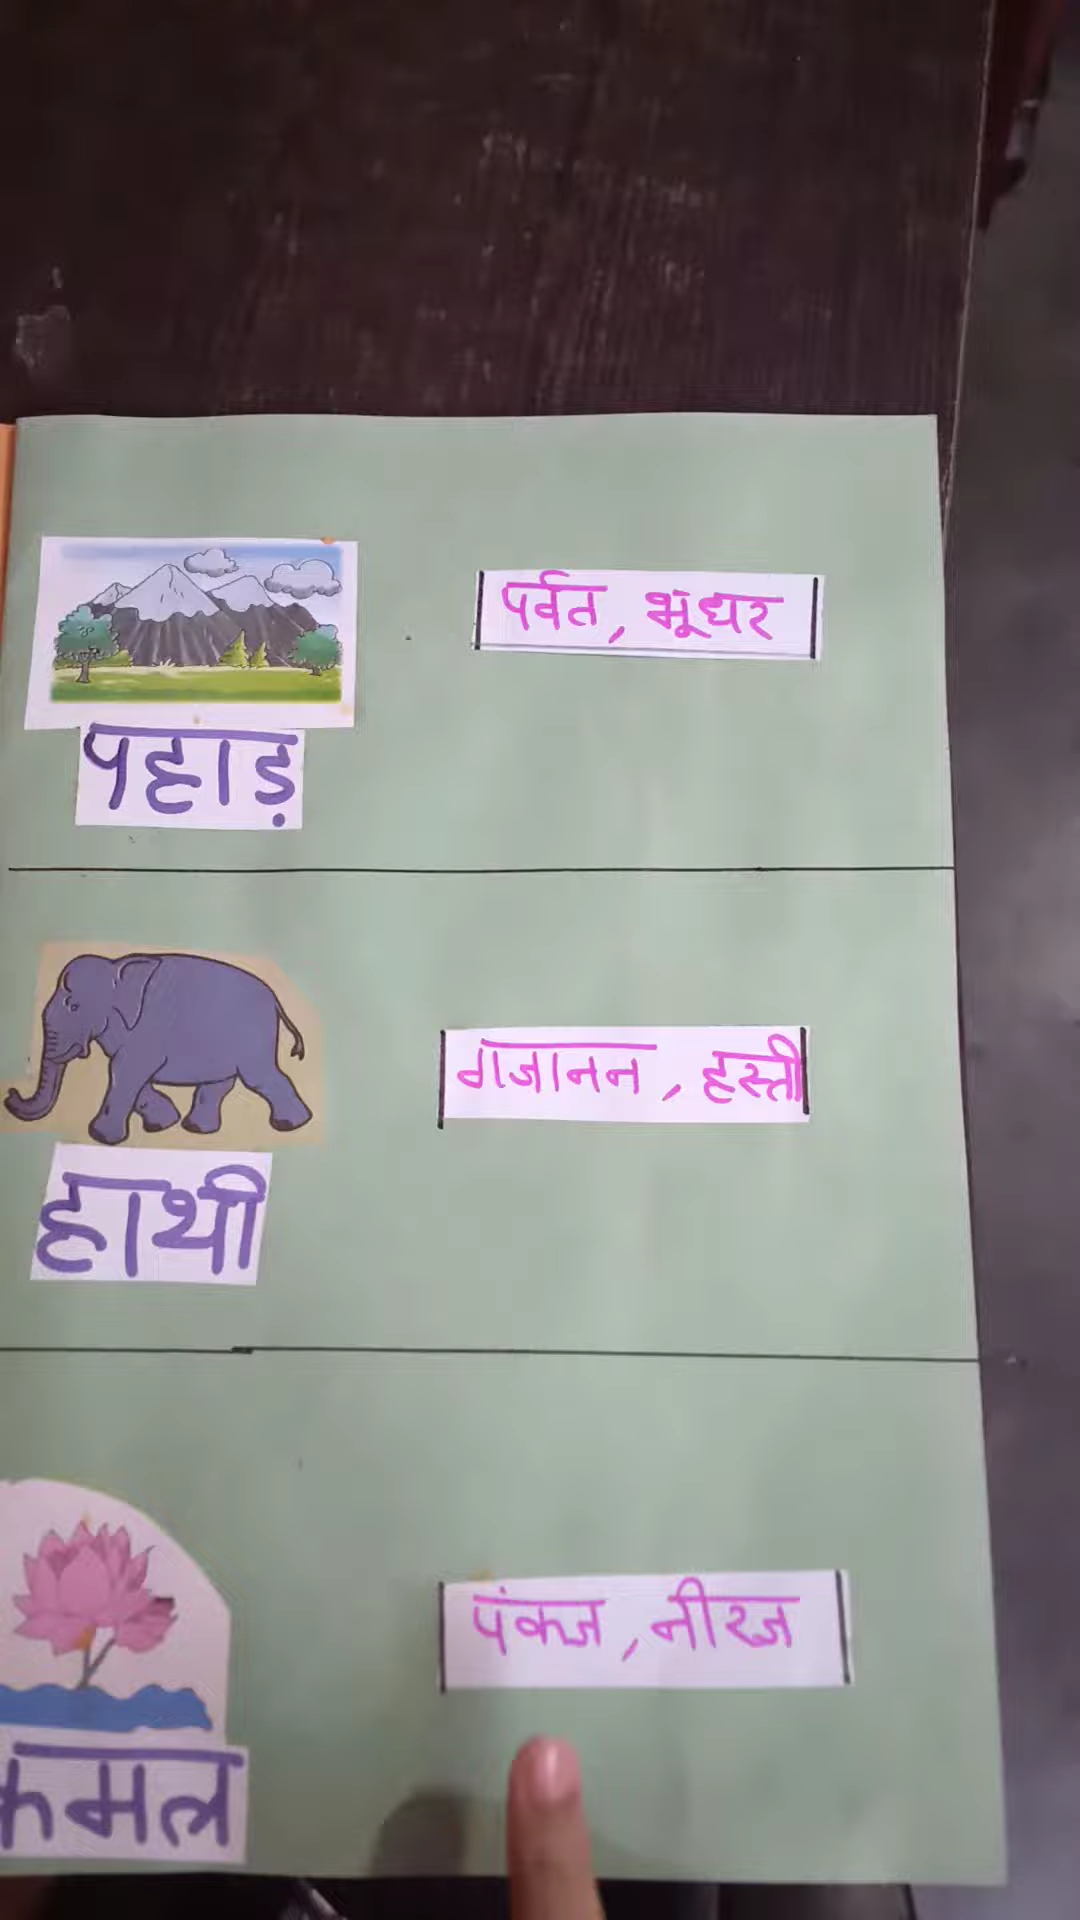 पर्वत, भूधर
पहाड़
गजानन, हस्ती
हाथी
पंकज, नीरज
कमल